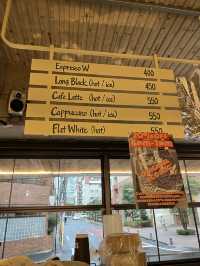 Espresso W 400
Long Black (hot / ice) 450
Cafe Latte (hot / ice) 550
Cappuccino (hot / ice) 550
Flat White (hot) 550